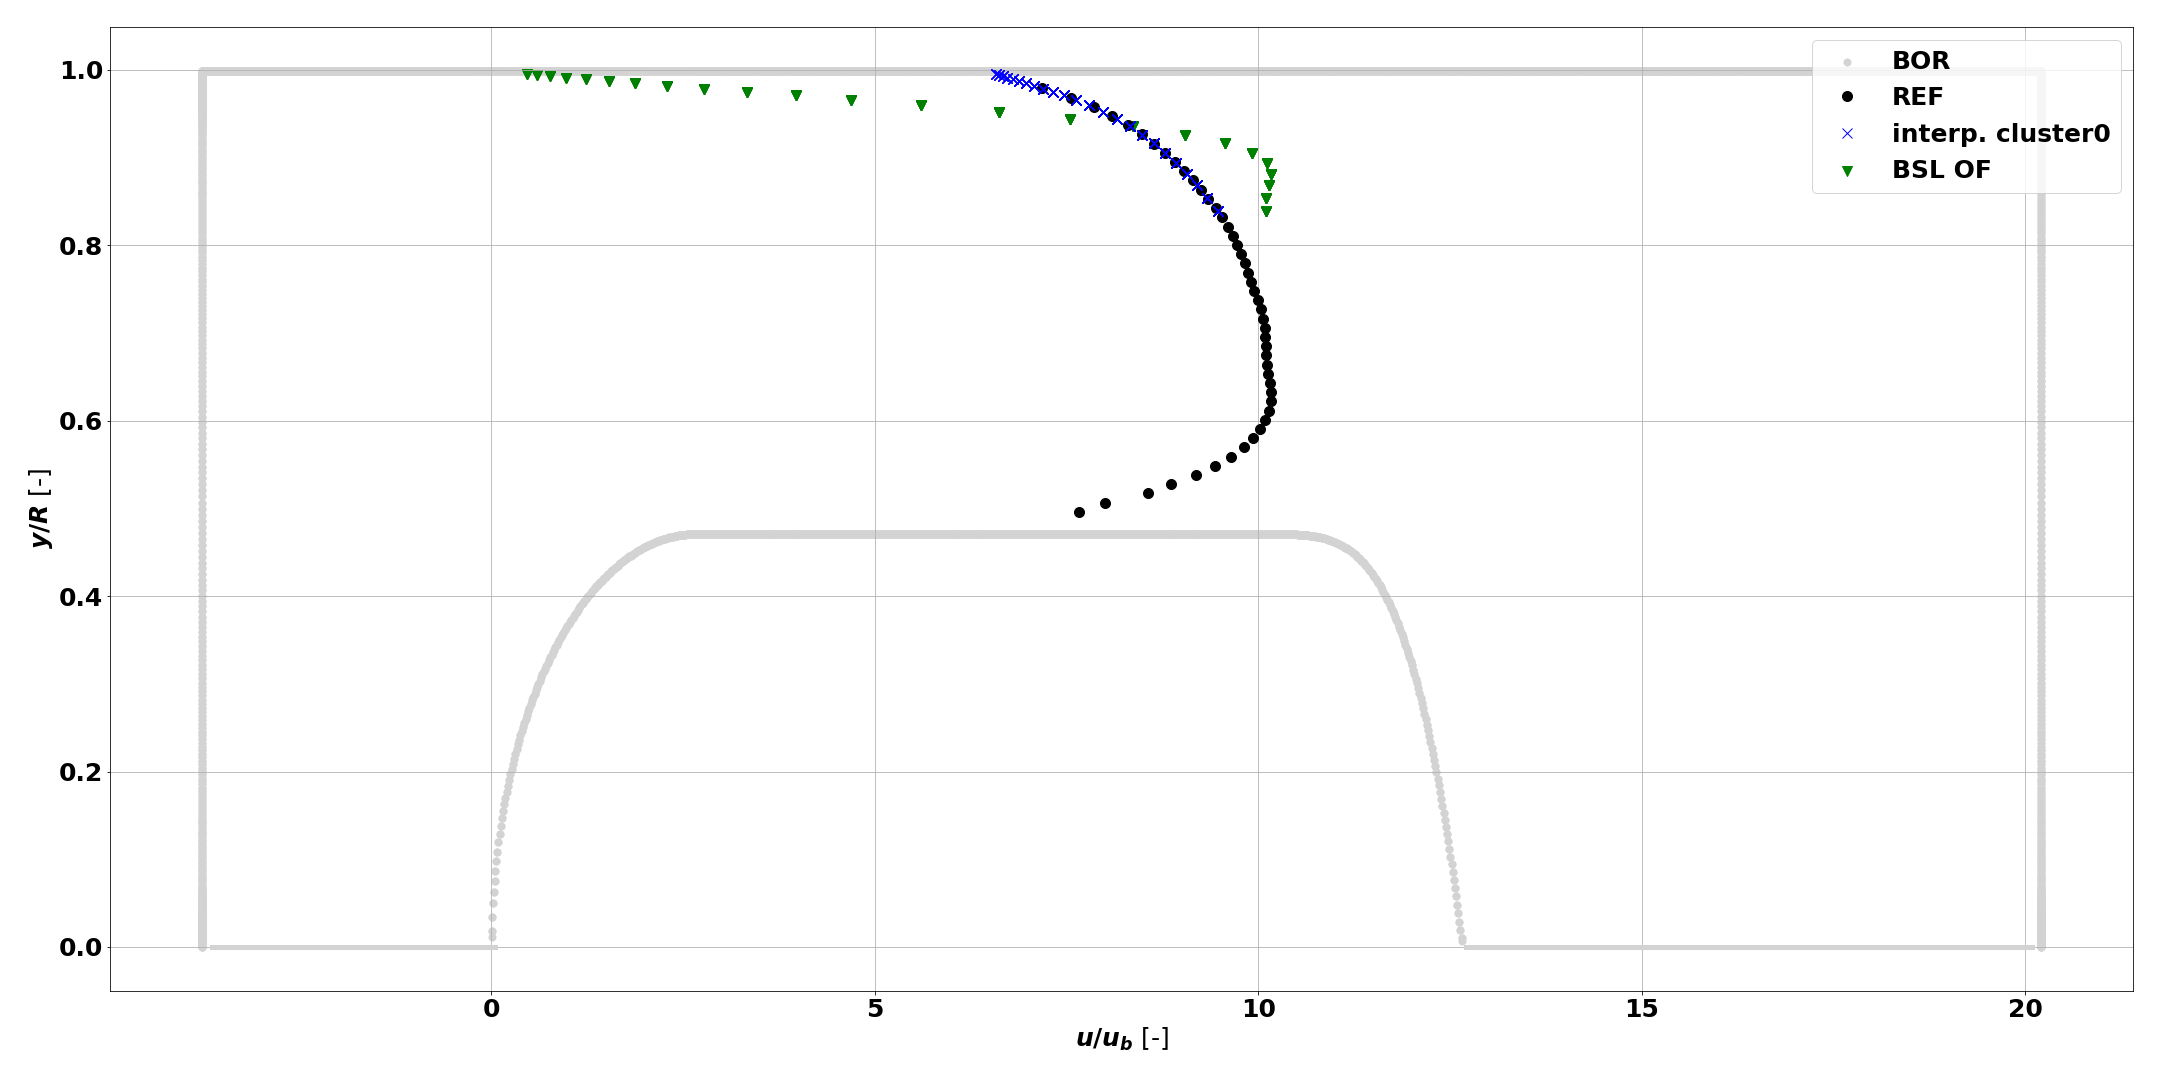 BOR
REF
interp. cluster0
BSL OF
1.0
0.8
0.6
0.4
0.2
0.0
y/R [-]
0 5 10 15 20
u/u_b [-]